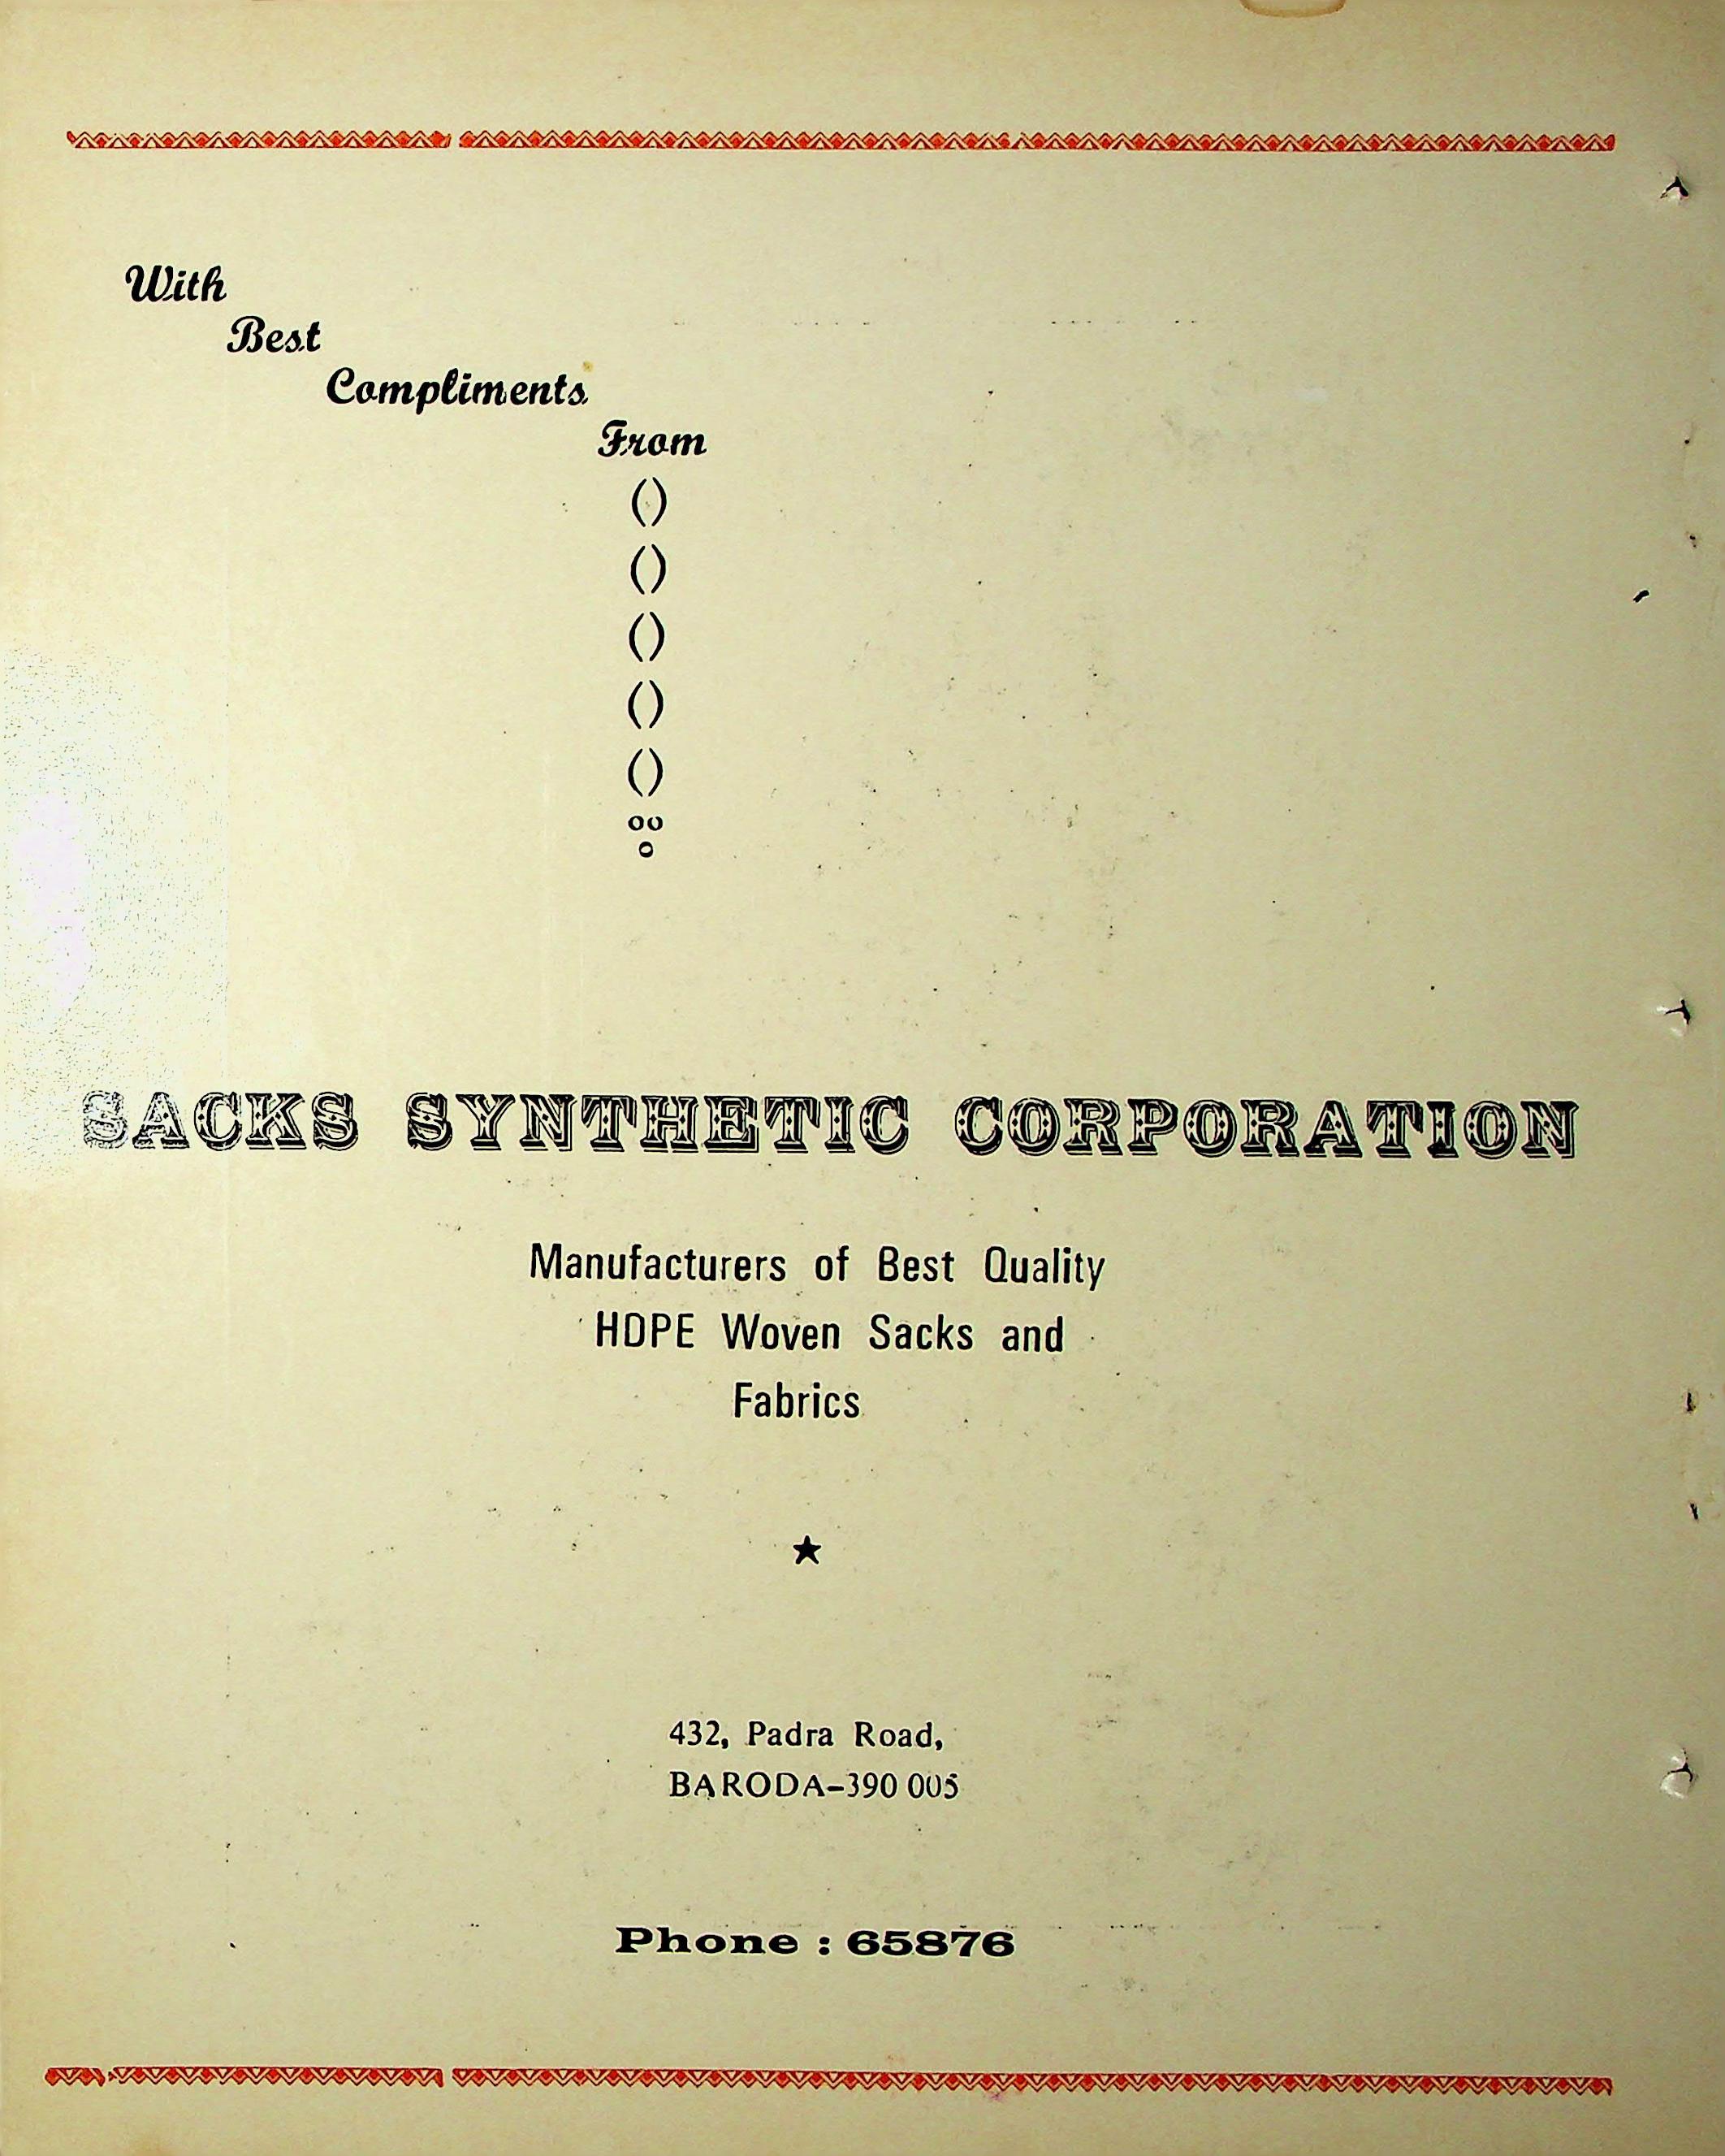 With
Best
Compliments
From
()
()
()
()
()
oo
o
SACKS SYNTHETIC CORPORATION
Manufacturers of Best Quality
HDPE Woven Sacks and
Fabrics
★
432, Padra Road,
BARODA-390 005
Phone : 65876